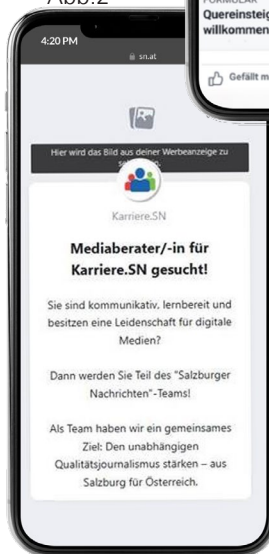 Abb.2
FORMULAR
Quereinsteig
willkommen
Gefällt m
4:20 PM
sn.at
Hier wird das Bild aus deiner Werbeanzeige zu
Karriere.SN
Mediaberater/-in für
Karriere.SN gesucht!
Sie sind kommunikativ, lernbereit und
besitzen eine Leidenschaft für digitale
Medien?
Dann werden Sie Teil des "Salzburger
Nachrichten"-Teams!
Als Team haben wir ein gemeinsames
Ziel: Den unabhängigen
Qualitätsjournalismus stärken – aus
Salzburg für Österreich.